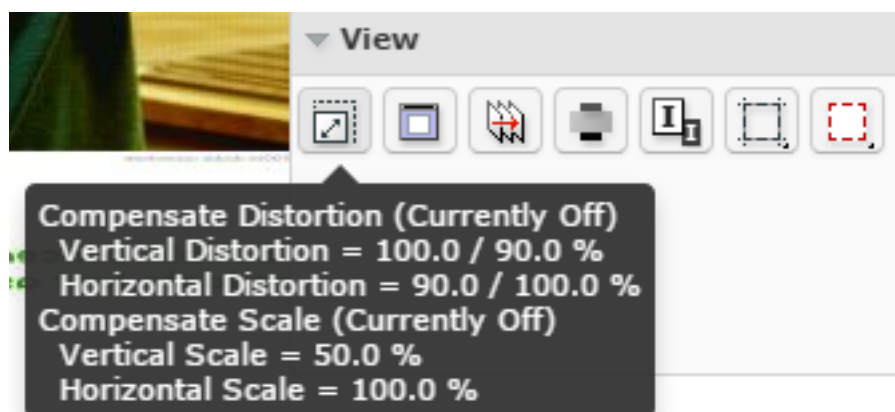 View
Compensate Distortion (Currently Off)
Vertical Distortion = 100.0 / 90.0 %
Horizontal Distortion = 90.0 / 100.0 %
Compensate Scale (Currently Off)
Vertical Scale = 50.0 %
Horizontal Scale = 100.0 %